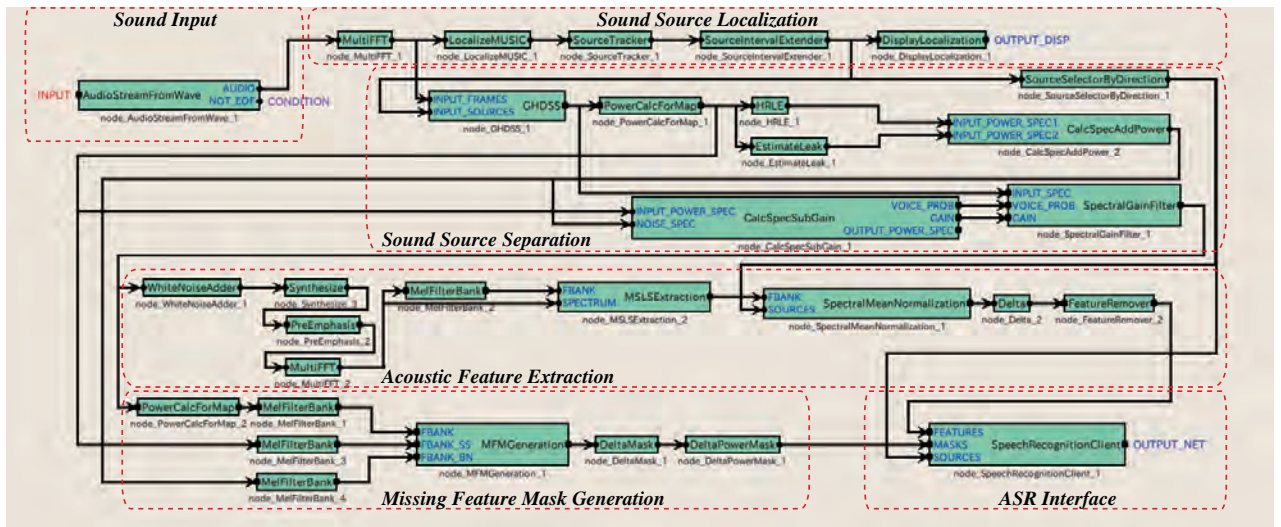 Sound Input
INPUT
AudioStreamFromWave
AUDIO
NOT_EOF
CONDITION
node_AudioStreamFromWave_1
Sound Source Localization
MultiFFT
node_MultiFFT_1
LocalizeMUSIC
node_LocalizeMUSIC_1
SourceTracker
node_SourceTracker_1
SourceIntervalExtender
node_SourceIntervalExtender_1
DisplayLocalization
node_DisplayLocalization_1
OUTPUT_DISP
SourceSelectorByDirection
node_SourceSelectorByDirection_1
INPUT_FRAMES
INPUT_SOURCES
GHDSS
node_GHDSS_1
PowerCalcForMap
node_PowerCalcForMap_1
HRLE
node_HRLE_1
EstimateLeak
node_EstimateLeak_1
INPUT_POWER_SPEC1
INPUT_POWER_SPEC2
CalcSpecAddPower
node_CalcSpecAddPower_2
INPUT_POWER_SPEC
NOISE_SPEC
CalcSpecSubGain
VOICE_PROB
GAIN
OUTPUT_POWER_SPEC
node_CalcSpecSubGain_1
INPUT_SPEC
VOICE_PROB
GAIN
SpectralGainFilter
node_SpectralGainFilter_1
Sound Source Separation
WhiteNoiseAdder
node_WhiteNoiseAdder_1
Synthesize
node_Synthesize_3
PreEmphasis
node_PreEmphasis_2
MultiFFT
node_MultiFFT_2
MelFilterBank
node_MelFilterBank_2
FBANK
SPECTRUM
MSLSExtraction
node_MSLSExtraction_2
FBANK
SOURCES
SpectralMeanNormalization
node_SpectralMeanNormalization_1
Delta
node_Delta_2
FeatureRemover
node_FeatureRemover_2
Acoustic Feature Extraction
PowerCalcForMap
node_PowerCalcForMap_2
MelFilterBank
node_MelFilterBank_1
MelFilterBank
node_MelFilterBank_3
MelFilterBank
node_MelFilterBank_4
FBANK
FBANK_SS
FBANK_BN
MFMGeneration
node_MFMGeneration_1
DeltaMask
node_DeltaMask_1
DeltaPowerMask
node_DeltaPowerMask_1
Missing Feature Mask Generation
FEATURES
MASKS
SOURCES
SpeechRecognitionClient
OUTPUT_NET
node_SpeechRecognitionClient_1
ASR Interface